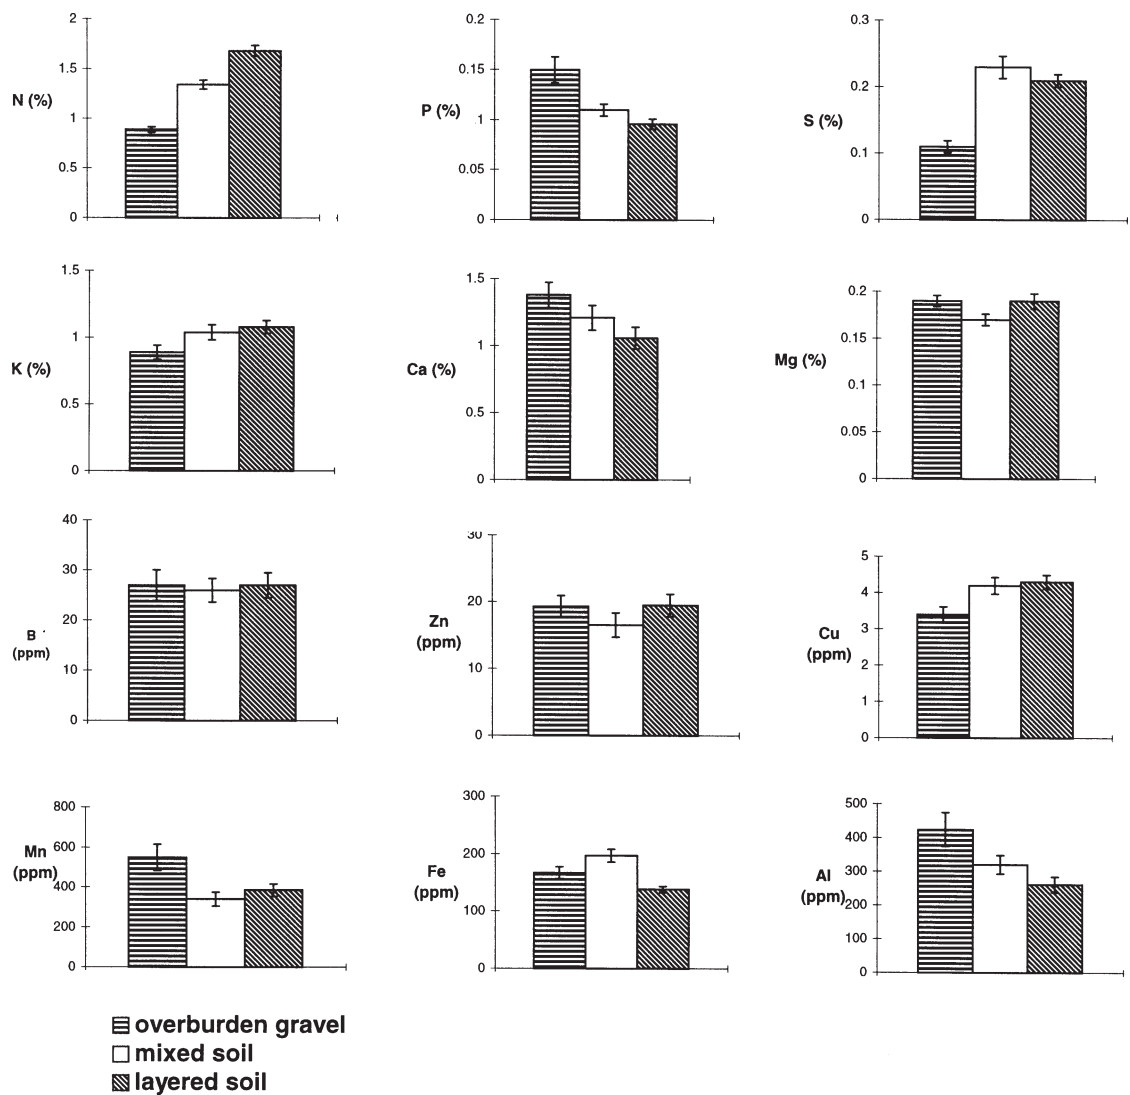 2
1.5
N (%)
1
0.5
0
0.2
0.15
P (%)
0.1
0.05
0
0.3
0.2
S (%)
0.1
0
1.5
1
K (%)
0.5
0
1.5
1
Ca (%)
0.5
0
0.2
0.15
Mg (%)
0.1
0.05
0
40
30
20
B
(ppm)
10
0
30
20
Zn
(ppm)
10
0
5
4
3
Cu
(ppm)
2
1
0
800
600
Mn
(ppm)
400
200
0
300
200
Fe
(ppm)
100
0
500
400
300
Al
(ppm)
200
100
0
overburden gravel
mixed soil
layered soil